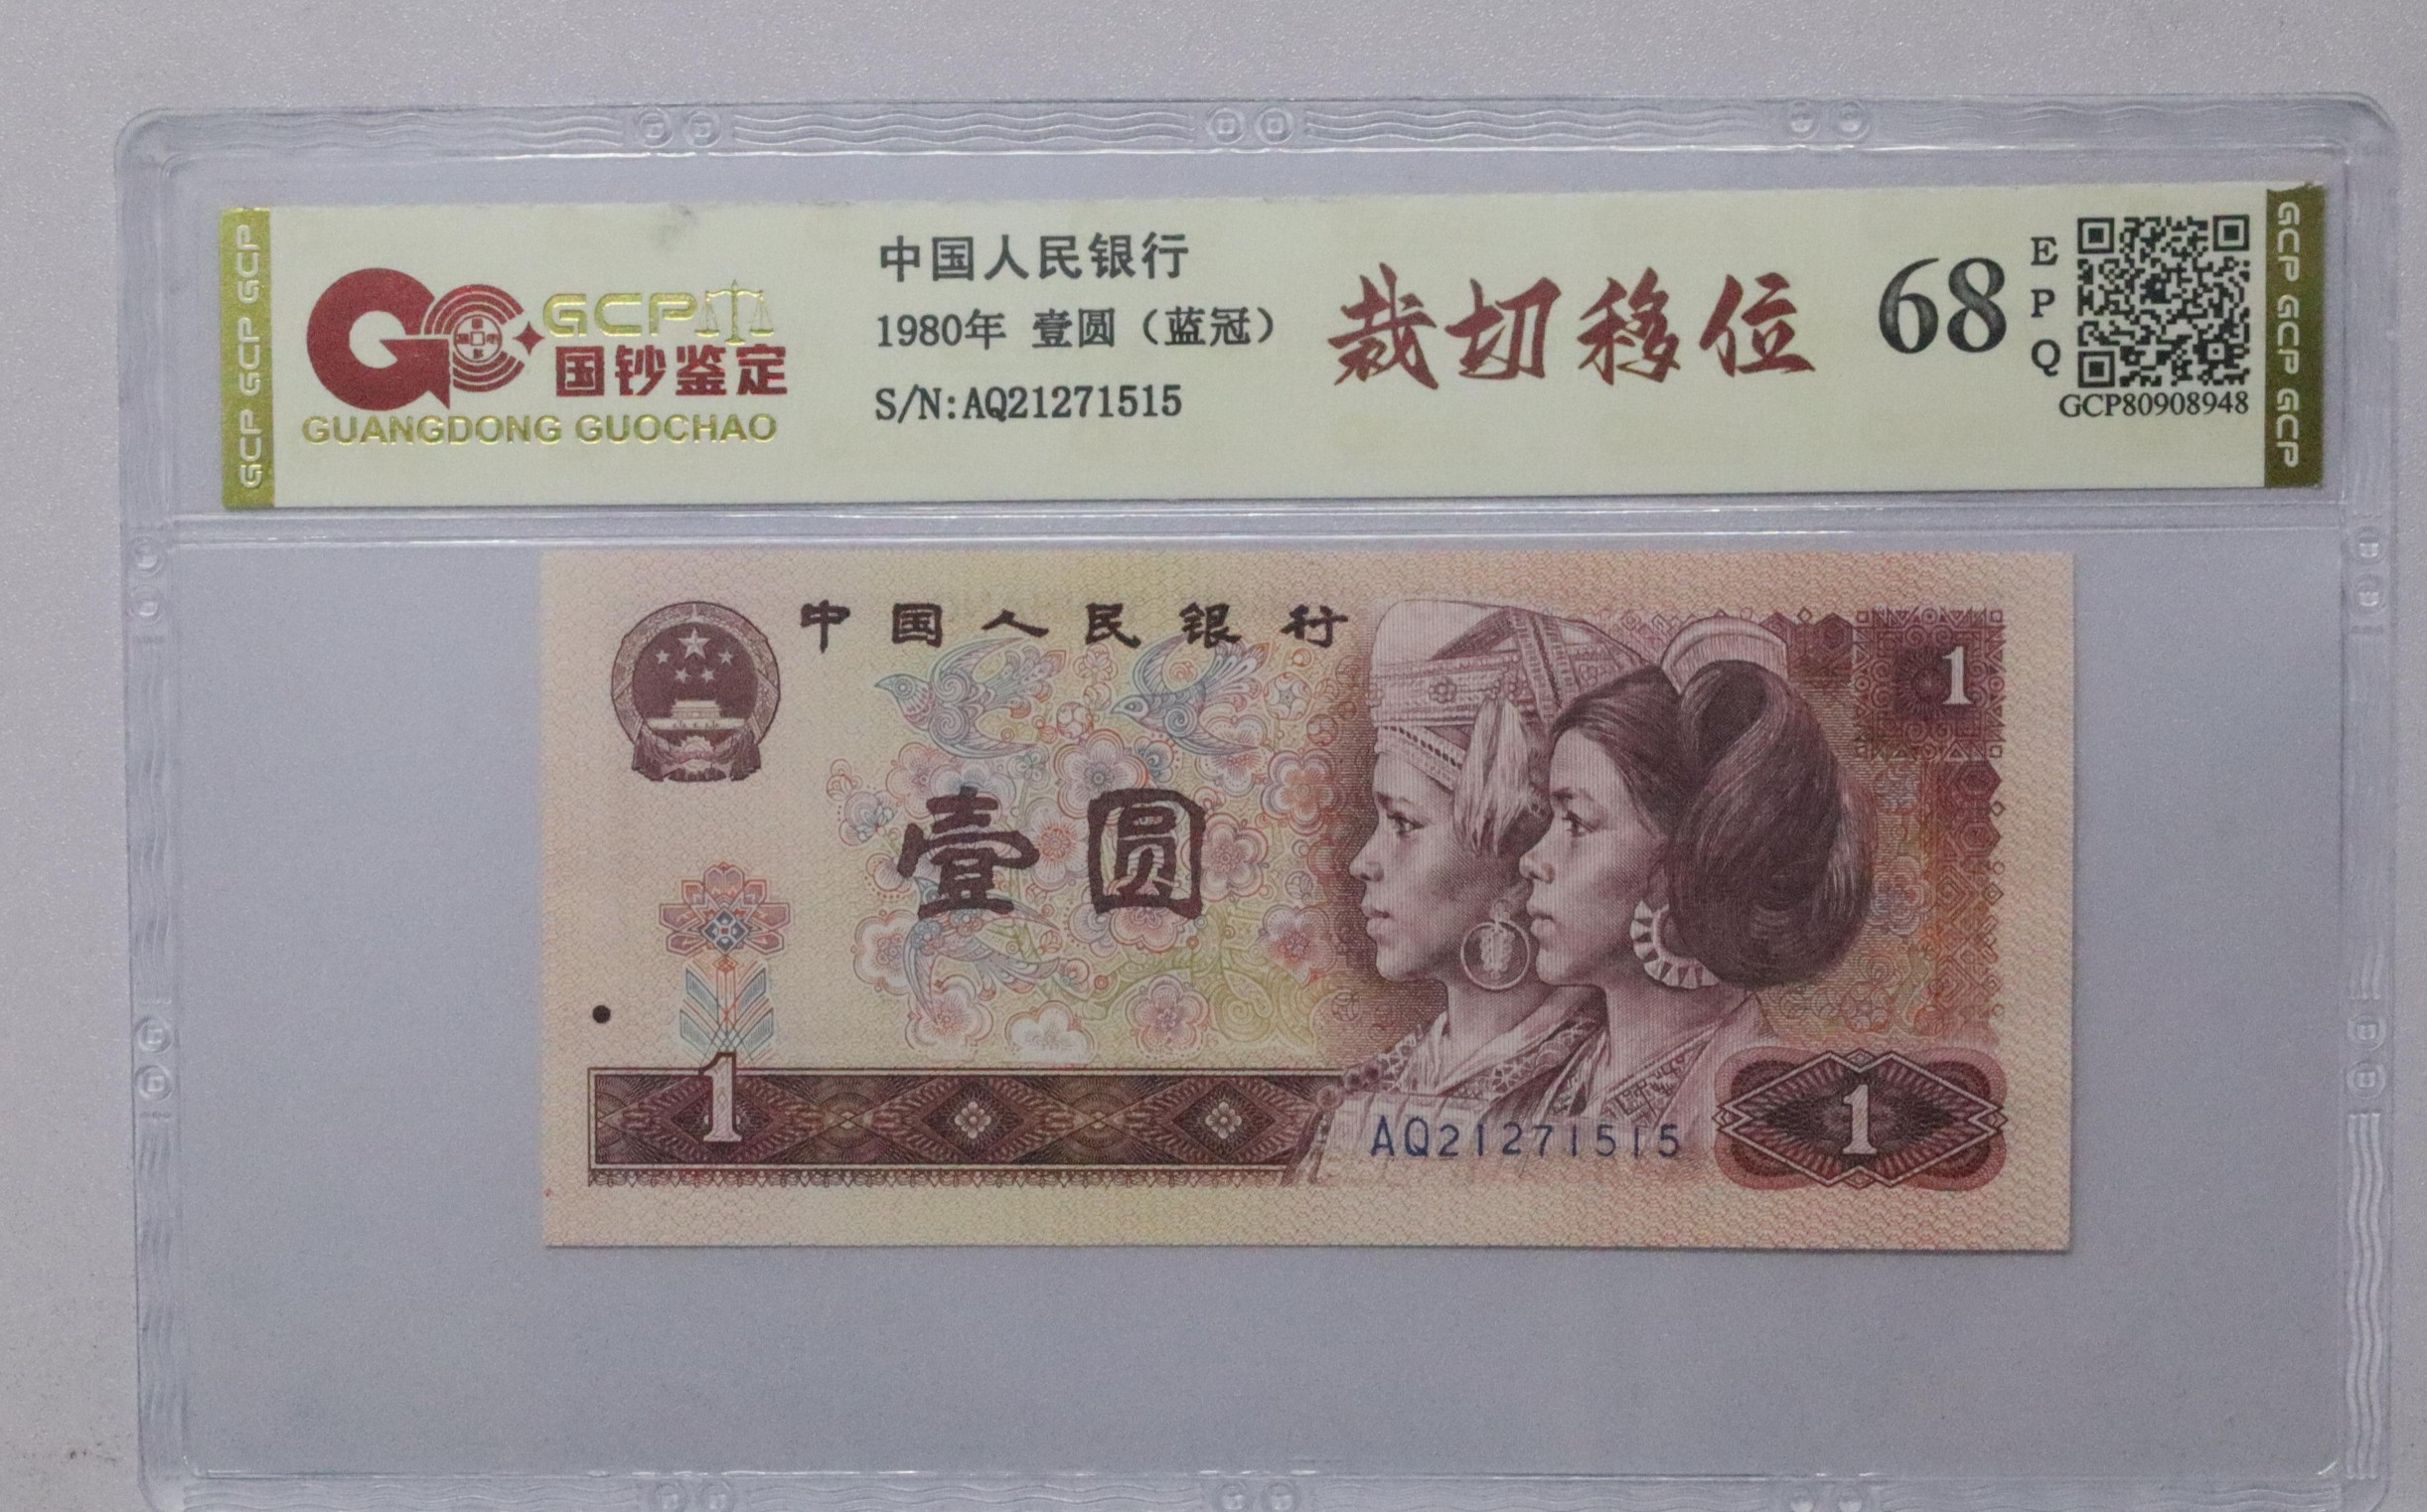 GCP GCP GCP
GCP
国钞鉴定
GUANGDONG GUOCHAO
中国人民银行
1980年 壹圆（蓝冠）
S/N:AQ21271515
裁切移位
68
E
P
Q
GCP80908948
GCP GCP GCP
中国人民银行
1
壹圆
1
AQ21271515
1